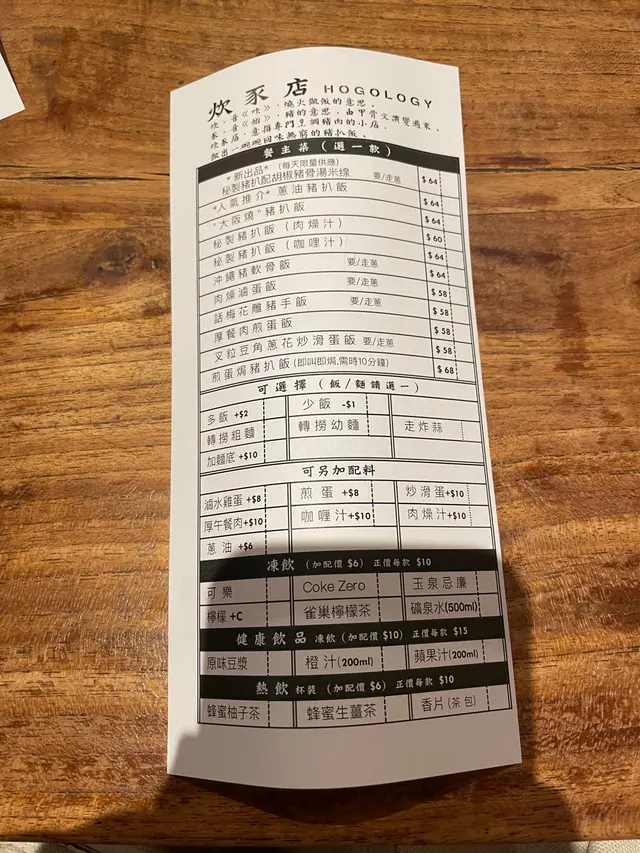 炊豕店 HOGOLOGY
炊，音《吹》，燒火做飯的意思，
豕，音《始》，豬的意思，由甲骨文演變過來，
炊豕店，意指專門烹調豬肉的小店，
做出一碗碗回味無窮的豬扒飯。
餐主菜 (選一款)
*新出品* (每天限量供應)
秘製豬扒配胡椒豬骨湯米線 要/走蔥 $64
*人氣推介* 蔥油豬扒飯 $64
"大阪燒"豬扒飯 $64
秘製豬扒飯 (肉燥汁) $60
秘製豬扒飯 (咖哩汁) $64
沖繩豬軟骨飯 要/走蔥 $64
肉燥滷蛋飯 要/走蔥 $58
話梅花雕豬手飯 要/走蔥 $58
厚餐肉煎蛋飯 $58
叉粒豆角蔥花炒滑蛋飯 要/走蔥 $58
煎蛋焗豬扒飯 (即叫即焗,需時10分鐘) $68
可選擇 (飯/麵請選一)
多飯 +$2 少飯 -$1
轉撈粗麵 轉撈幼麵 走炸蒜
加麵底 +$10
可另加配料
滷水雞蛋 +$8 煎蛋 +$8 炒滑蛋+$10
厚午餐肉+$10 咖喱汁+$10 肉燥汁+$10
蔥油 +$6
凍飲 (加配價 $6) 正價每款 $10
可樂 Coke Zero 玉泉忌廉
檸檬 +C 雀巢檸檬茶 礦泉水(500ml)
健康飲品 凍飲 (加配價 $10) 正價每款 $15
原味豆漿 橙汁(200ml) 蘋果汁(200ml)
熱飲 杯裝 (加配價 $6) 正價每款 $10
蜂蜜柚子茶 蜂蜜生薑茶 香片(茶包)